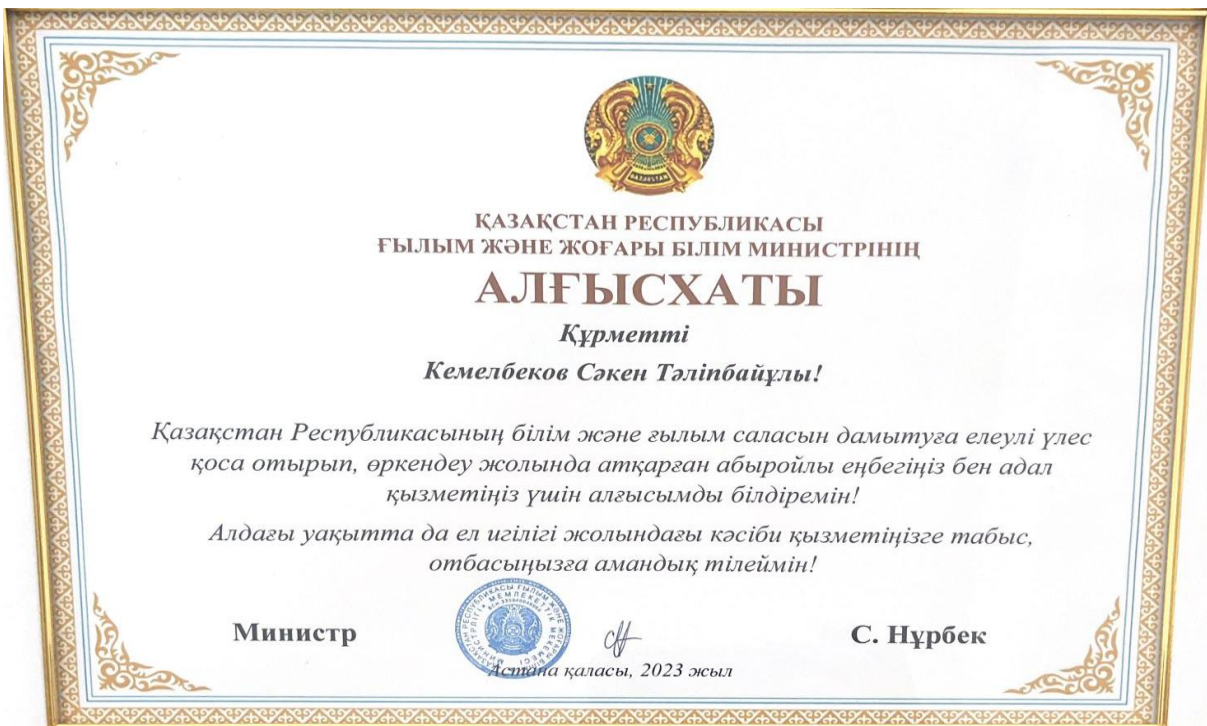 QAZAQSTAN
ҚАЗАҚСТАН РЕСПУБЛИКАСЫ
ҒЫЛЫМ ЖӘНЕ ЖОҒАРЫ БІЛІМ МИНИСТРІНІҢ
АЛҒЫСХАТЫ
Құрметті
Кемелбеков Сәкен Тәліпбайұлы!
Қазақстан Республикасының білім және ғылым саласын дамытуға елеулі үлес
қоса отырып, өркендеу жолында атқарған абыройлы еңбегіңіз бен адал
қызметіңіз үшін алғысымды білдіремін!
Алдағы уақытта да ел игілігі жолындағы кәсіби қызметіңізге табыс,
отбасыңызға амандық тілеймін!
Министр
С. Нұрбек
Астана қаласы, 2023 жыл